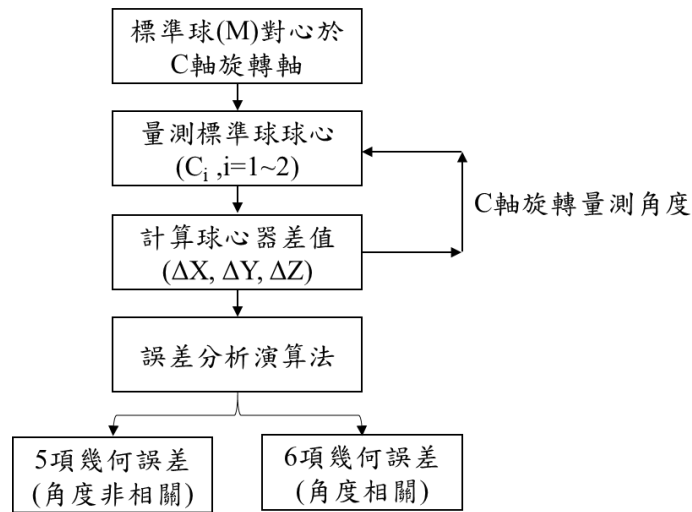 標準球(M)對心於
C軸旋轉軸
量測標準球球心
(Cᵢ ,i=1~2)
C軸旋轉量測角度
計算球心器差值
(ΔX, ΔY, ΔZ)
誤差分析演算法
5項幾何誤差
(角度非相關)
6項幾何誤差
(角度相關)